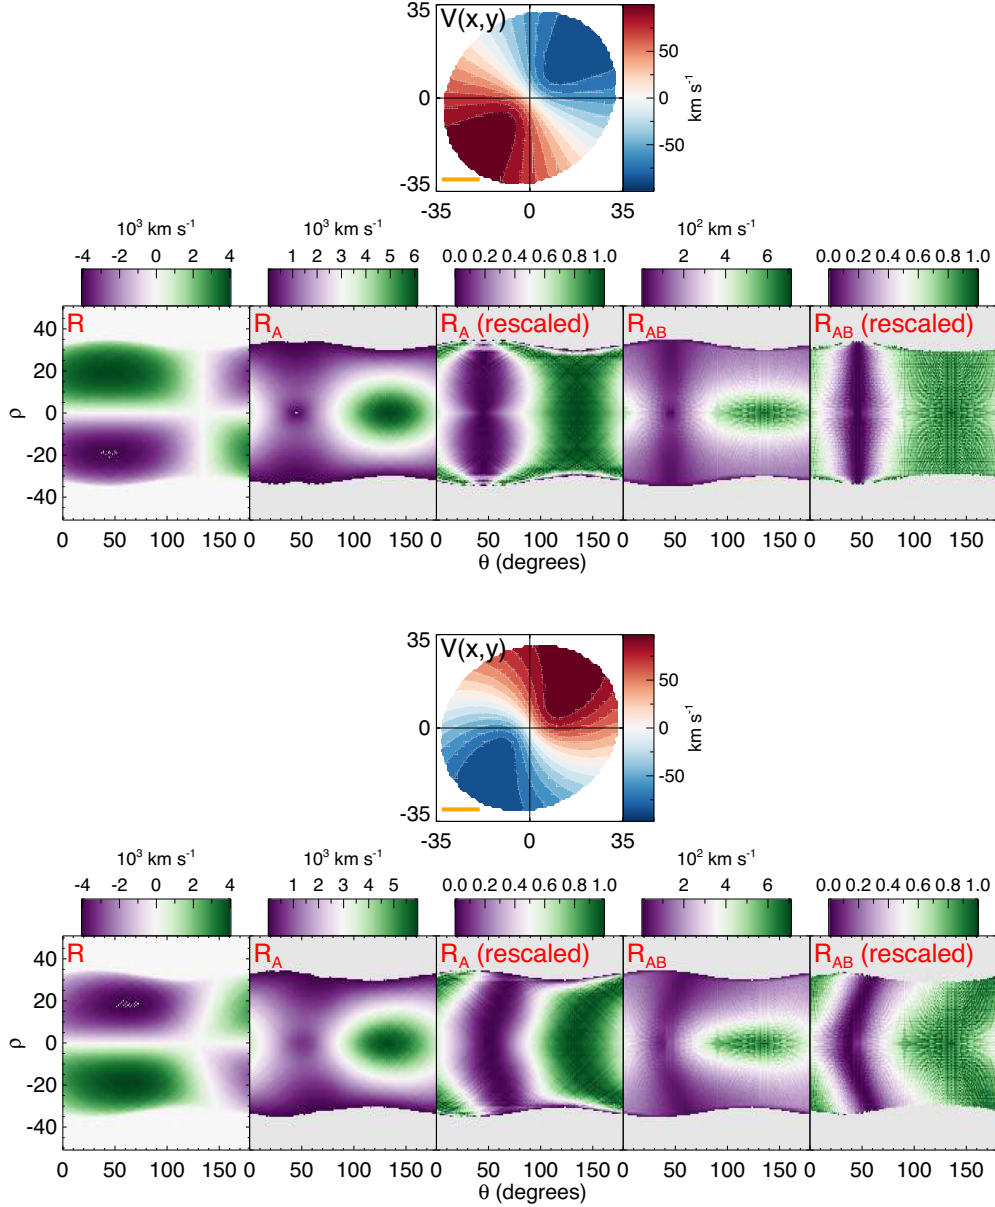 V(x,y)
35
0
-35
-35 0 35
50
0
-50
km s-1
10³ km s⁻¹ 10³ km s⁻¹ 10² km s⁻¹
-4 -2 0 2 4 1 2 3 4 5 6 0.0 0.2 0.4 0.6 0.8 1.0 2 4 6 0.0 0.2 0.4 0.6 0.8 1.0
R R_A R_A (rescaled) R_AB R_AB (rescaled)
40
20
0
-20
-40
ρ
0 50 100 150 0 50 100 150 0 50 100 150 0 50 100 150 0 50 100 150
θ (degrees)
V(x,y)
35
0
-35
-35 0 35
50
0
-50
km s⁻¹
10³ km s⁻¹ 10³ km s⁻¹ 10² km s⁻¹
-4 -2 0 2 4 1 2 3 4 5 0.0 0.2 0.4 0.6 0.8 1.0 2 4 6 0.0 0.2 0.4 0.6 0.8 1.0
R R_A R_A (rescaled) R_AB R_AB (rescaled)
40
20
0
-20
-40
ρ
0 50 100 150 0 50 100 150 0 50 100 150 0 50 100 150 0 50 100 150
θ (degrees)